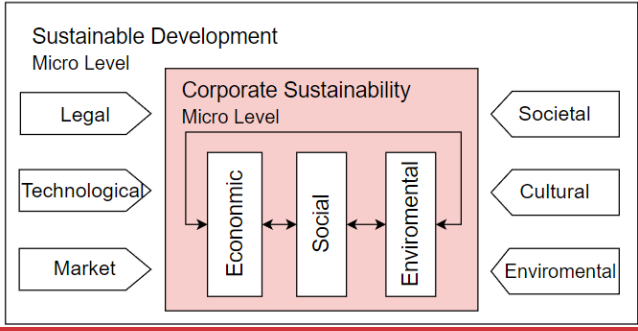 Sustainable Development
Micro Level
Corporate Sustainability
Micro Level
Legal
Technological
Market
Econonmic
Social
Enviromental
Societal
Cultural
Enviromental